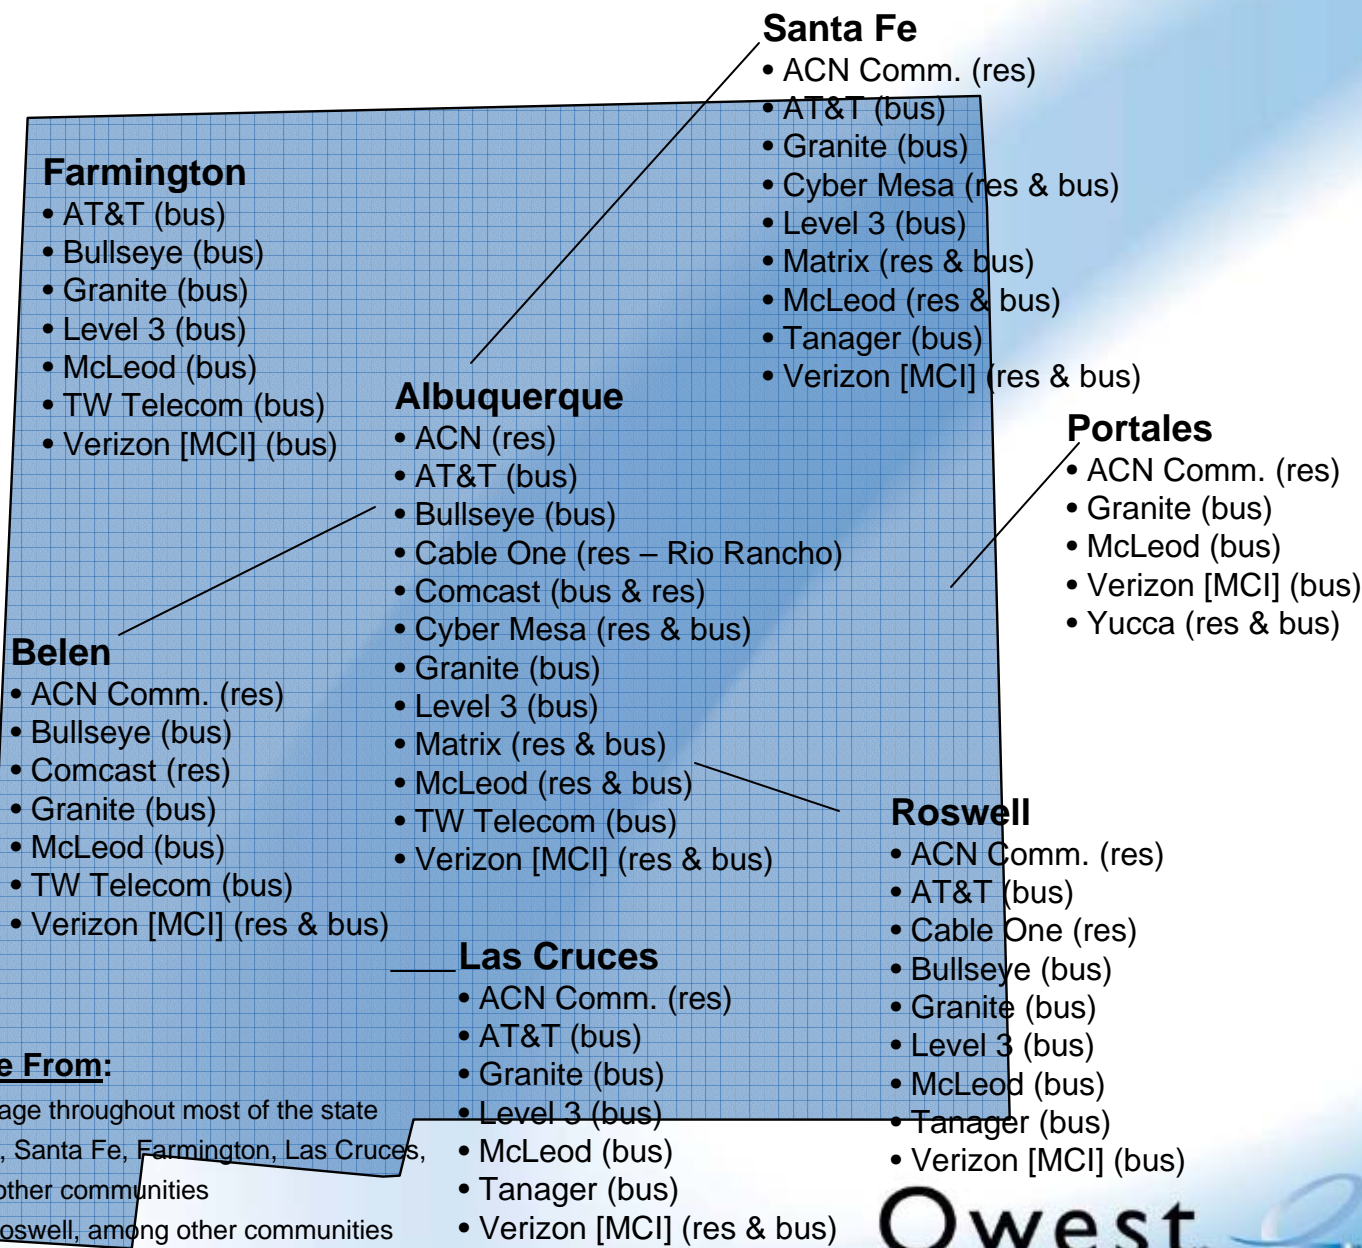 Santa Fe
• ACN Comm. (res)
• AT&T (bus)
• Granite (bus)
• Cyber Mesa (res & bus)
• Level 3 (bus)
• Matrix (res & bus)
• McLeod (res & bus)
• Tanager (bus)
• Verizon [MCI] (res & bus)
Farmington
• AT&T (bus)
• Bullseye (bus)
• Granite (bus)
• Level 3 (bus)
• McLeod (bus)
• TW Telecom (bus)
• Verizon [MCI] (bus)
Albuquerque
• ACN (res)
• AT&T (bus)
• Bullseye (bus)
• Cable One (res – Rio Rancho)
• Comcast (bus & res)
• Cyber Mesa (res & bus)
• Granite (bus)
• Level 3 (bus)
• Matrix (res & bus)
• McLeod (res & bus)
• TW Telecom (bus)
• Verizon [MCI] (res & bus)
Portales
• ACN Comm. (res)
• Granite (bus)
• McLeod (bus)
• Verizon [MCI] (bus)
• Yucca (res & bus)
Belen
• ACN Comm. (res)
• Bullseye (bus)
• Comcast (res)
• Granite (bus)
• McLeod (bus)
• TW Telecom (bus)
• Verizon [MCI] (res & bus)
Roswell
• ACN Comm. (res)
• AT&T (bus)
• Cable One (res)
• Bullseye (bus)
• Granite (bus)
• Level 3 (bus)
• McLeod (bus)
• Tanager (bus)
• Verizon [MCI] (bus)
Las Cruces
• ACN Comm. (res)
• AT&T (bus)
• Granite (bus)
• Level 3 (bus)
• McLeod (bus)
• Tanager (bus)
• Verizon [MCI] (res & bus)
e From:
age throughout most of the state
, Santa Fe, Farmington, Las Cruces,
other communities
oswell, among other communities
Qwest